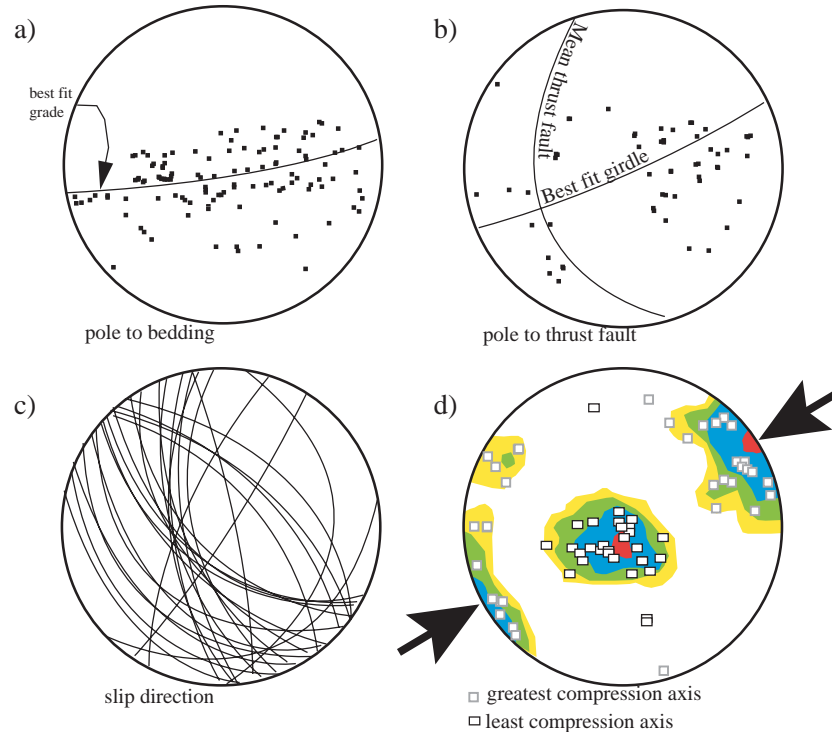 a)
best fit
grade
pole to bedding
b)
Mean thrust fault
Best fit girdle
pole to thrust fault
c)
slip direction
d)
greatest compression axis
least compression axis